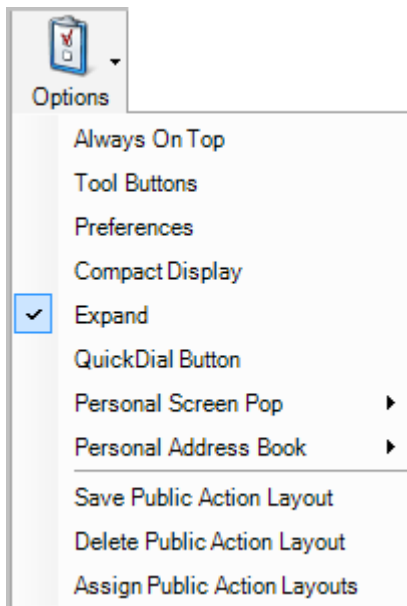 Options
Always On Top
Tool Buttons
Preferences
Compact Display
Expand
QuickDial Button
Personal Screen Pop
Personal Address Book
Save Public Action Layout
Delete Public Action Layout
Assign Public Action Layouts